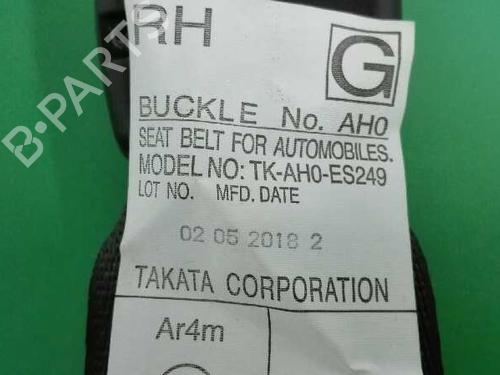 RH
G
BUCKLE No. AH0
SEAT BELT FOR AUTOMOBILES.
MODEL NO: TK-AH0-ES249
LOT NO. MFD. DATE
02 05 2018 2
TAKATA CORPORATION
Ar4m
B-PARTS